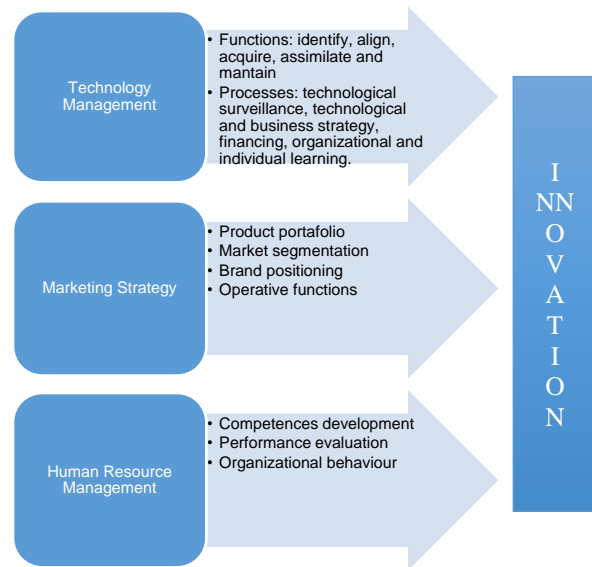 Technology
Management
• Functions: identify, align,
acquire, assimilate and
mantain
• Processes: technological
surveillance, technological
and business strategy,
financing, organizational and
individual learning.
Marketing Strategy
• Product portafolio
• Market segmentation
• Brand positioning
• Operative functions
Human Resource
Management
• Competences development
• Performance evaluation
• Organizational behaviour
I
NN
O
V
A
T
I
O
N